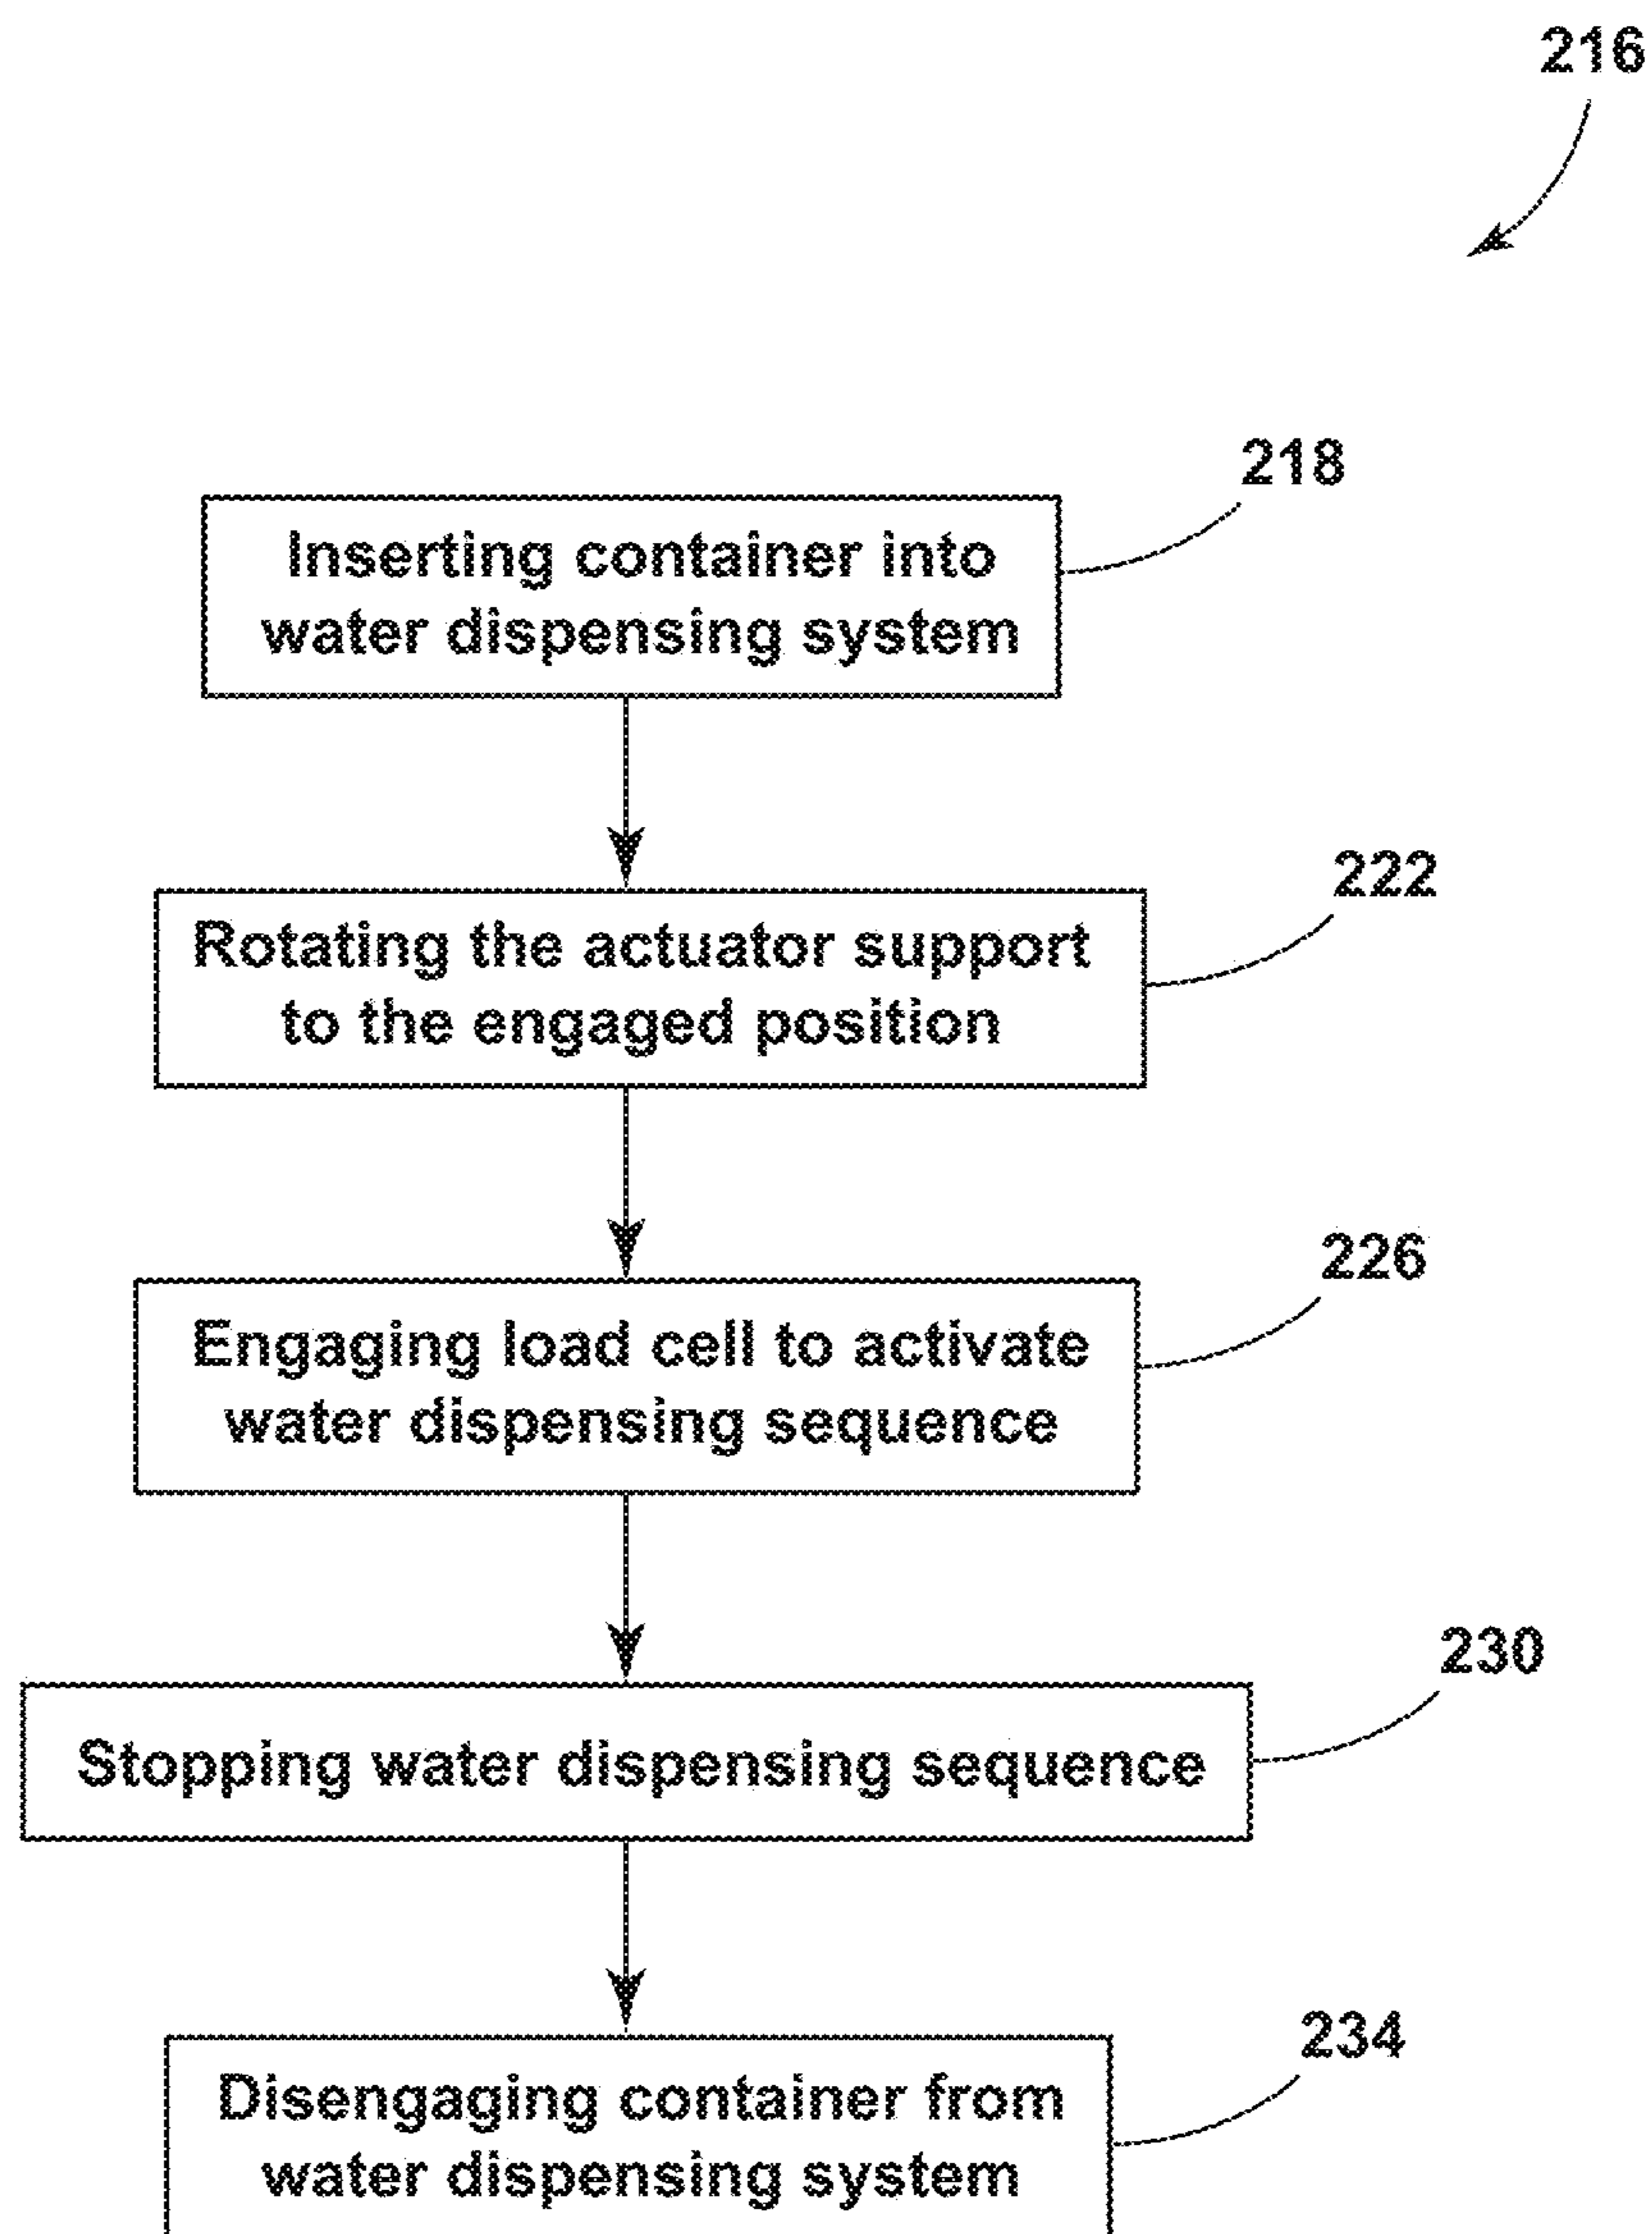 216
218
Inserting container into
water dispensing system
222
Rotating the actuator support
to the engaged position
226
Engaging load cell to activate
water dispensing sequence
230
Stopping water dispensing sequence
234
Disengaging container from
water dispensing system